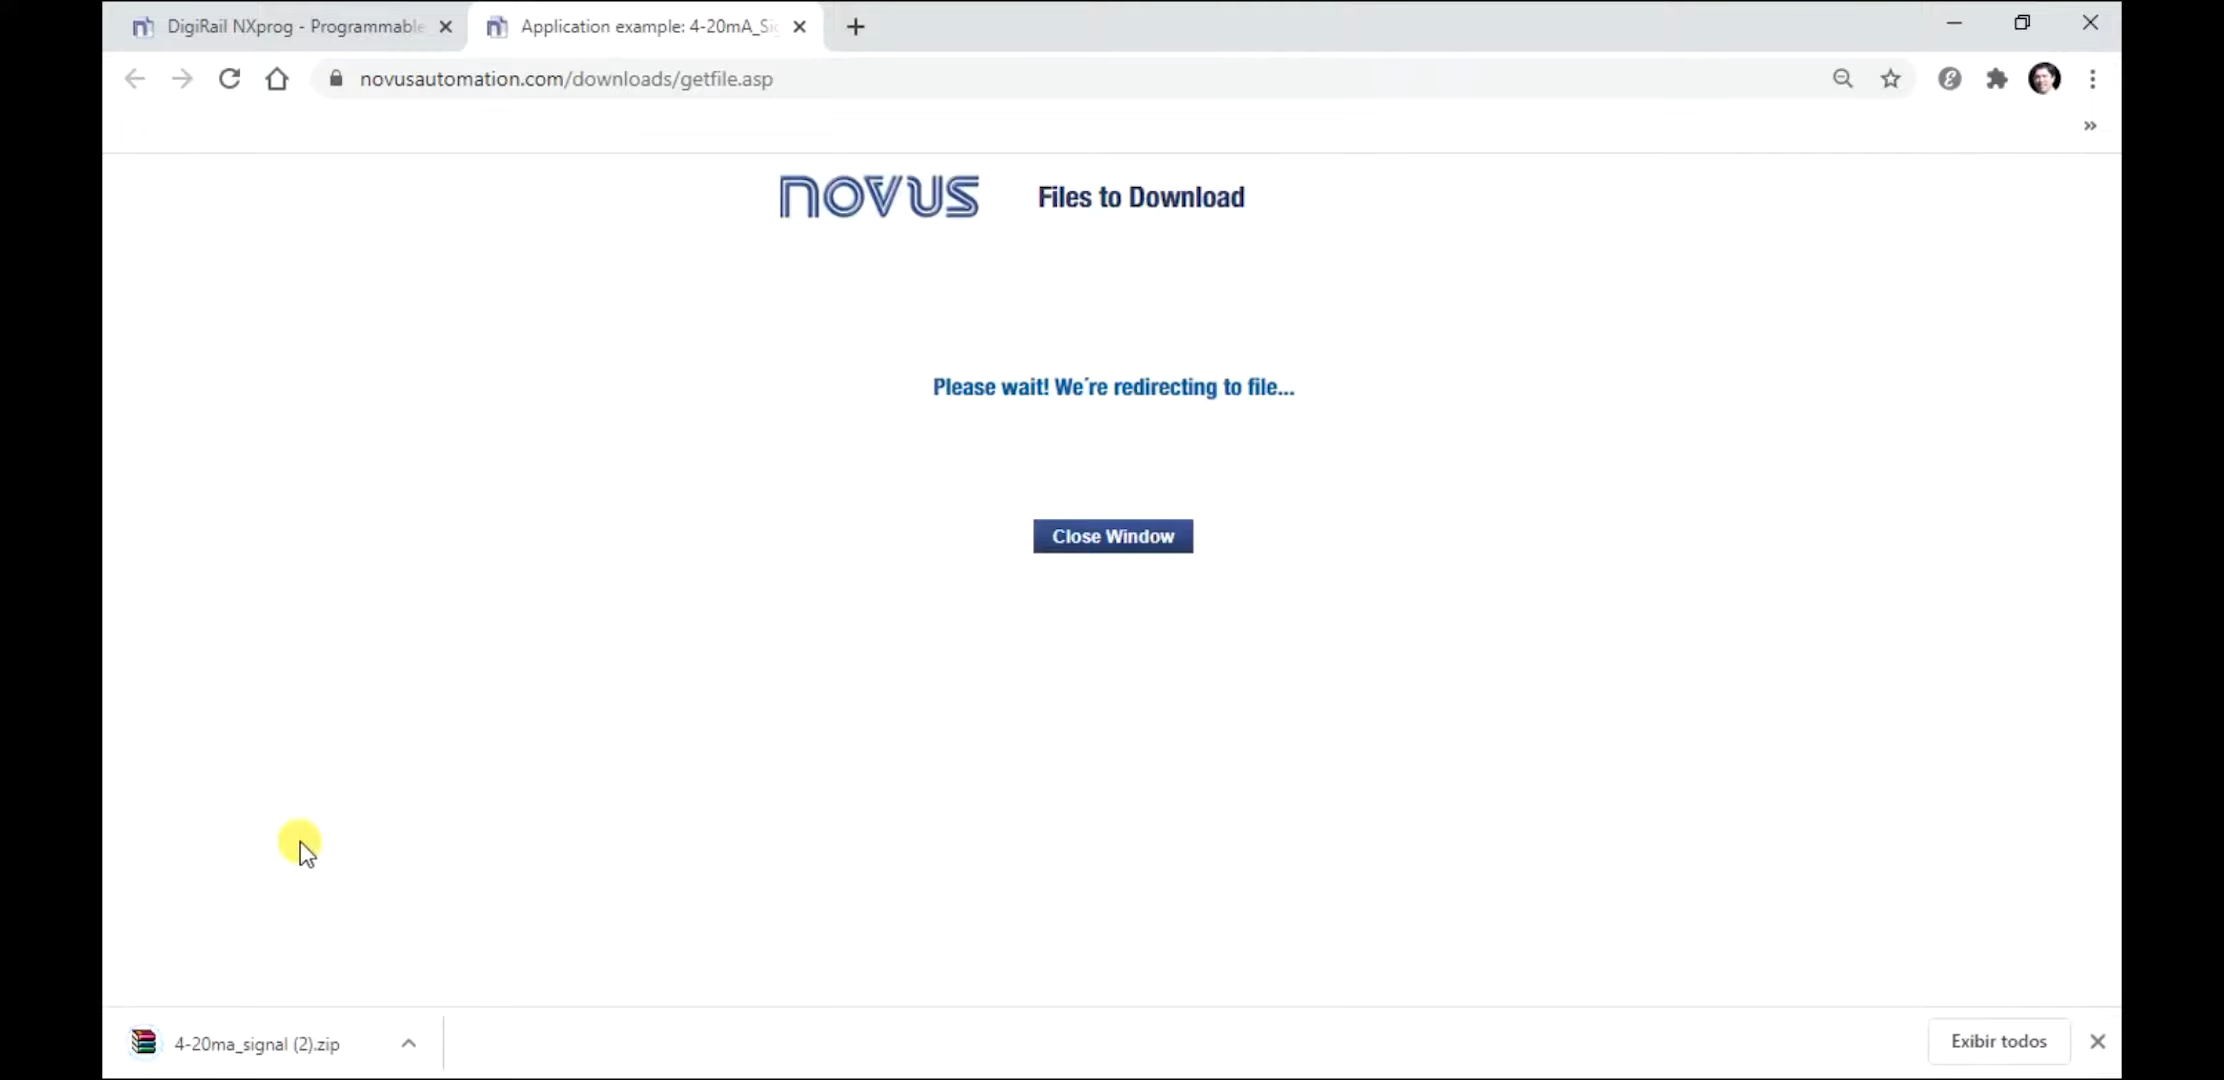 DigiRail NXprog - Programmable
Application example: 4-20mA_Si
novusautomation.com/downloads/getfile.asp
novus
Files to Download
Please wait! We´re redirecting to file...
Close Window
4-20ma_signal (2).zip
Exibir todos